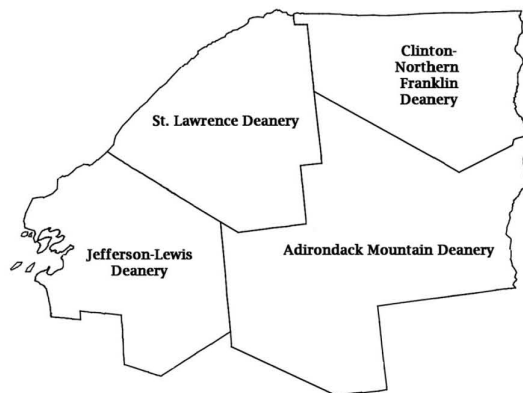 Clinton-
Northern
Franklin
Deanery
St. Lawrence Deanery
Jefferson-Lewis
Deanery
Adirondack Mountain Deanery